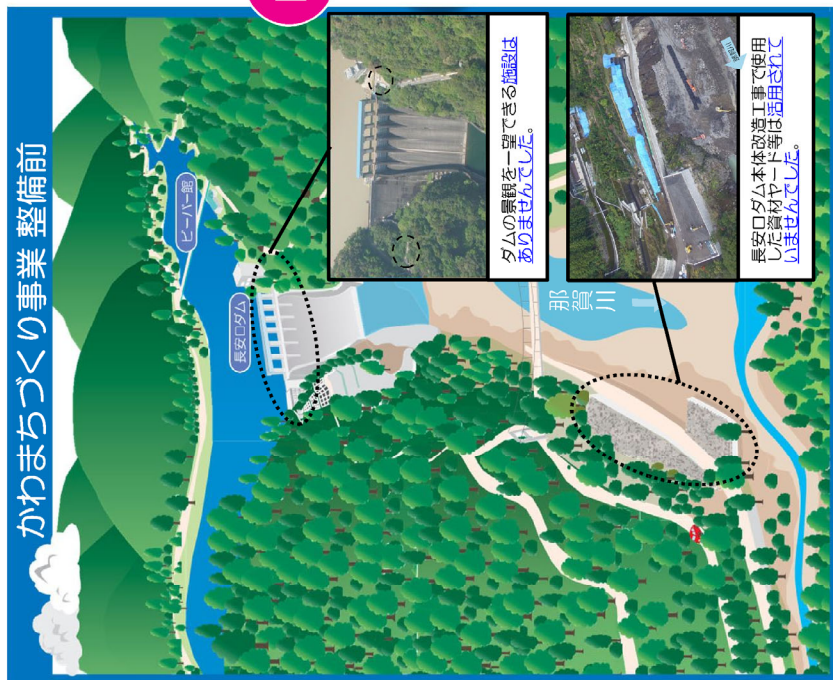 かわまちづくり事業 整備前
ビーバー館
長安口ダム
那賀川
ダムの景観を一望できる施設は
ありませんでした。
長安口ダム本体改造工事で使用
した資材ヤード等は活用されて
いませんでした。